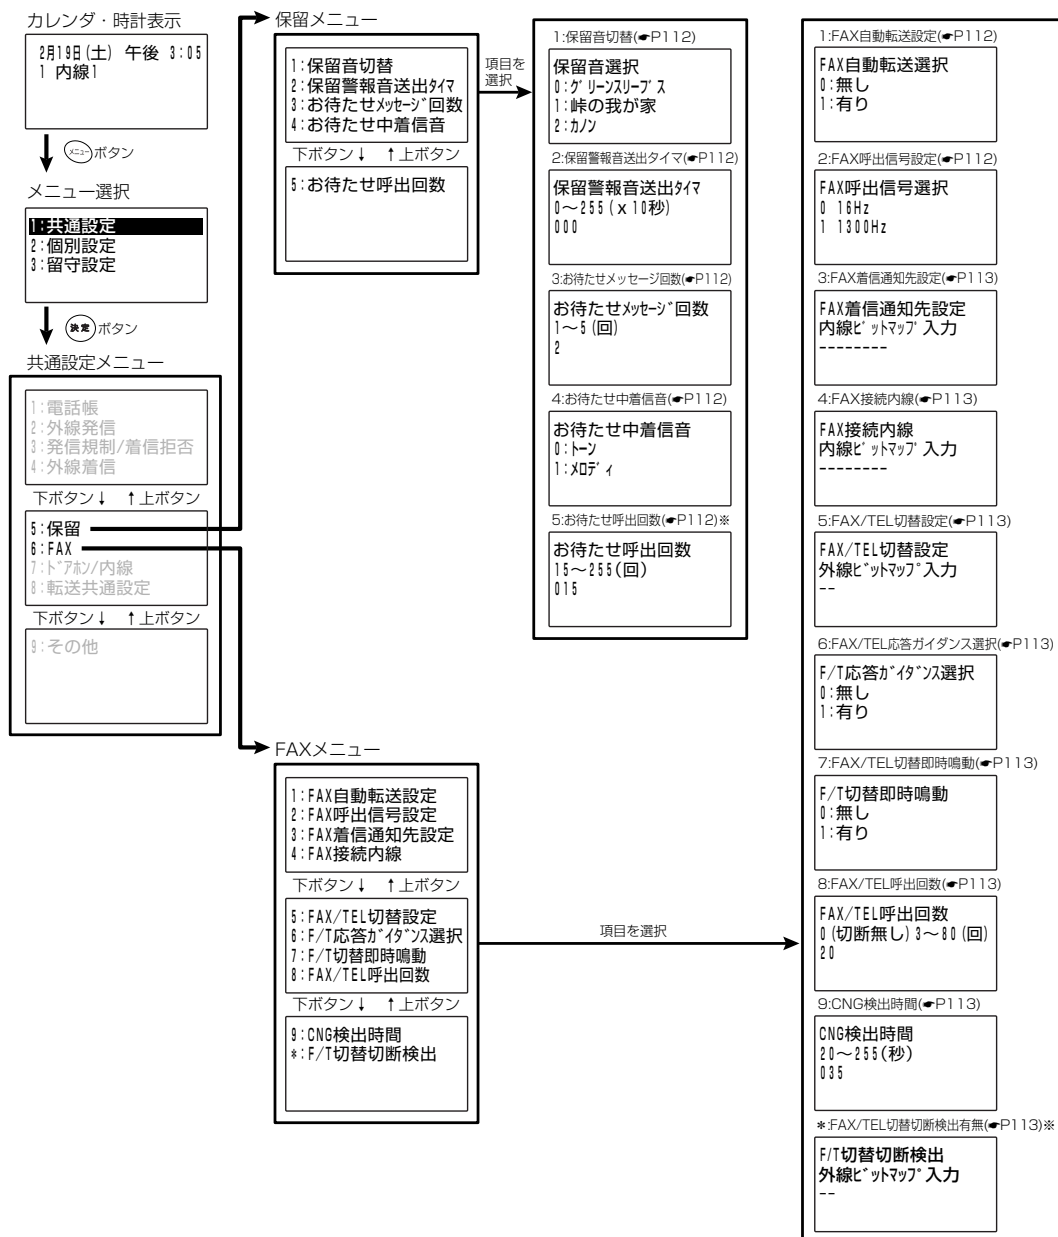 カレンダ・時計表示
2月19日(土) 午後 3:05
1 内線1
メニュー ボタン
メニュー選択
1:共通設定
2:個別設定
3:留守設定
決定 ボタン
共通設定メニュー
1:電話帳
2:外線発信
3:発信規制/着信拒否
4:外線着信
下ボタン↓ ↑上ボタン
5:保留
6:FAX
7:ドアホン/内線
8:転送共通設定
下ボタン↓ ↑上ボタン
9:その他
保留メニュー
1:保留音切替
2:保留警報音送出タイマ
3:お待たせメッセージ回数
4:お待たせ中着信音
下ボタン↓ ↑上ボタン
5:お待たせ呼出回数
項目を
選択
1:保留音切替(☛P112)
保留音選択
0:グリーンスリーブス
1:峠の我が家
2:カノン
2:保留警報音送出タイマ(☛P112)
保留警報音送出タイマ
0〜255(x10秒)
000
3:お待たせメッセージ回数(☛P112)
お待たせメッセージ回数
1〜5(回)
2
4:お待たせ中着信音(☛P112)
お待たせ中着信音
0:トーン
1:メロディ
5:お待たせ呼出回数(☛P112)※
お待たせ呼出回数
15〜255(回)
015
FAXメニュー
1:FAX自動転送設定
2:FAX呼出信号設定
3:FAX着信通知先設定
4:FAX接続内線
下ボタン↓ ↑上ボタン
5:FAX/TEL切替設定
6:F/T応答ガイダンス選択
7:F/T切替即時鳴動
8:FAX/TEL呼出回数
下ボタン↓ ↑上ボタン
9:CNG検出時間
*:F/T切替切断検出
項目を選択
1:FAX自動転送設定(☛P112)
FAX自動転送選択
0:無し
1:有り
2:FAX呼出信号設定(☛P112)
FAX呼出信号選択
0 16Hz
1 1300Hz
3:FAX着信通知先設定(☛P113)
FAX着信通知先設定
内線ビットマップ入力
--------
4:FAX接続内線(☛P113)
FAX接続内線
内線ビットマップ入力
--------
5:FAX/TEL切替設定(☛P113)
FAX/TEL切替設定
外線ビットマップ入力
--
6:FAX/TEL応答ガイダンス選択(☛P113)
F/T応答ガイダンス選択
0:無し
1:有り
7:FAX/TEL切替即時鳴動(☛P113)
F/T切替即時鳴動
0:無し
1:有り
8:FAX/TEL呼出回数(☛P113)
FAX/TEL呼出回数
0(切断無し)3〜80(回)
20
9:CNG検出時間(☛P113)
CNG検出時間
20〜255(秒)
035
*:FAX/TEL切替切断検出有無(☛P113)※
F/T切替切断検出
外線ビットマップ入力
--